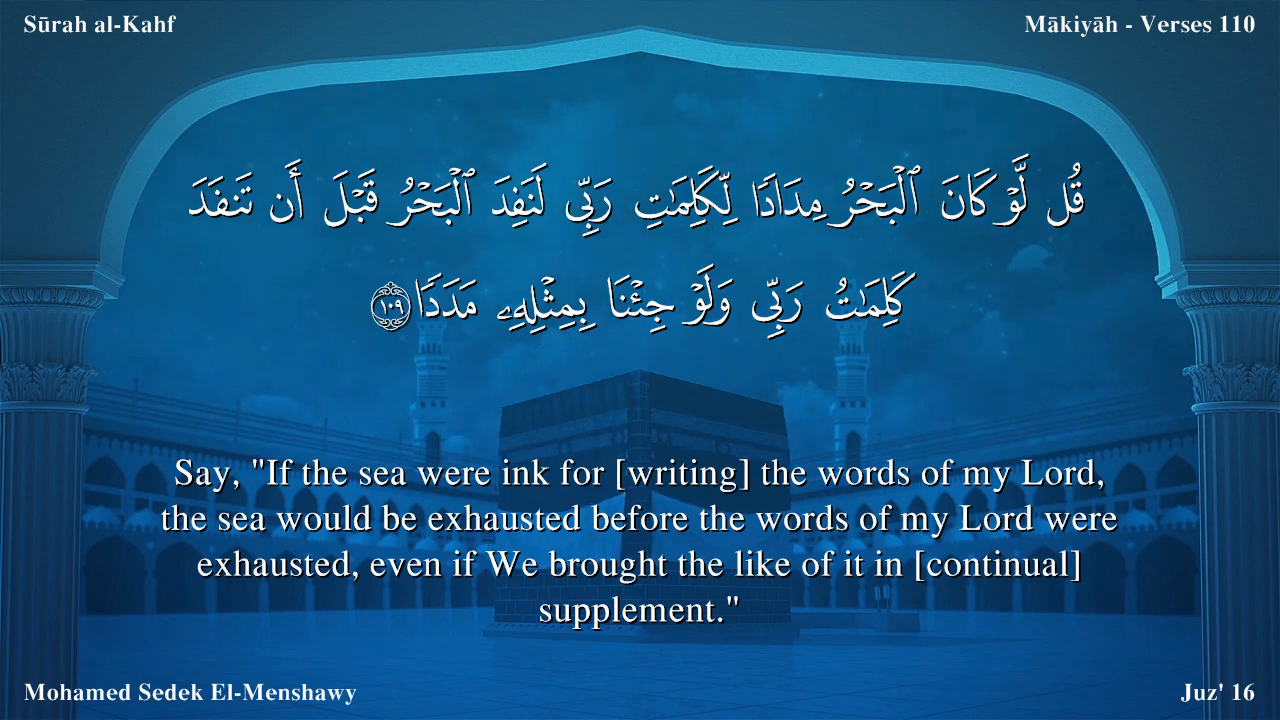 Sūrah al-Kahf
Mākiyāh - Verses 110
قُل لَّوۡ كَانَ ٱلۡبَحۡرُ مِدَادٗا لِّكَلِمَٰتِ رَبِّي لَنَفِدَ ٱلۡبَحۡرُ قَبۡلَ أَن تَنفَدَ
كَلِمَٰتُ رَبِّي وَلَوۡ جِئۡنَا بِمِثۡلِهِۦ مَدَدٗا ١٠٩
Say, "If the sea were ink for [writing] the words of my Lord,
the sea would be exhausted before the words of my Lord were
exhausted, even if We brought the like of it in [continual]
supplement."
Mohamed Sedek El-Menshawy
Juz' 16